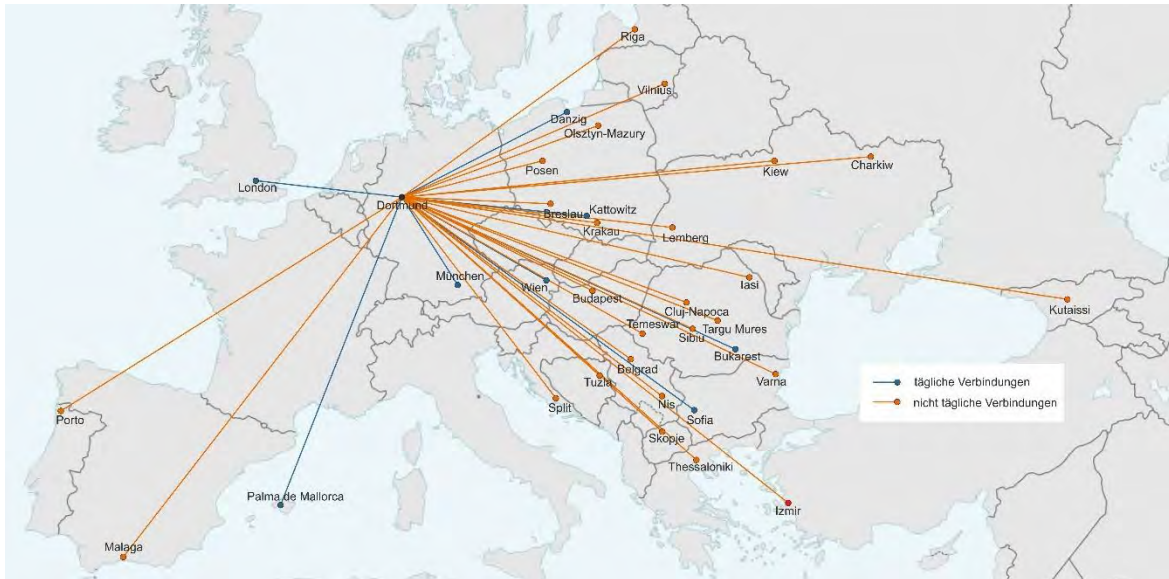 Riga
Vilnius
Danzig
Olsztyn-Mazury
Posen
Kiew
Charkiw
London
Dortmund
Breslau
Kattowitz
Krakau
Lemberg
München
Wien
Budapest
Iasi
Cluj-Napoca
Targu Mures
Temeswar
Sibiu
Bukarest
Kutaissi
Belgrad
Tuzla
Varna
Split
Nis
Sofia
Porto
Skopje
Thessaloniki
Palma de Mallorca
Izmir
Malaga
tägliche Verbindungen
nicht tägliche Verbindungen